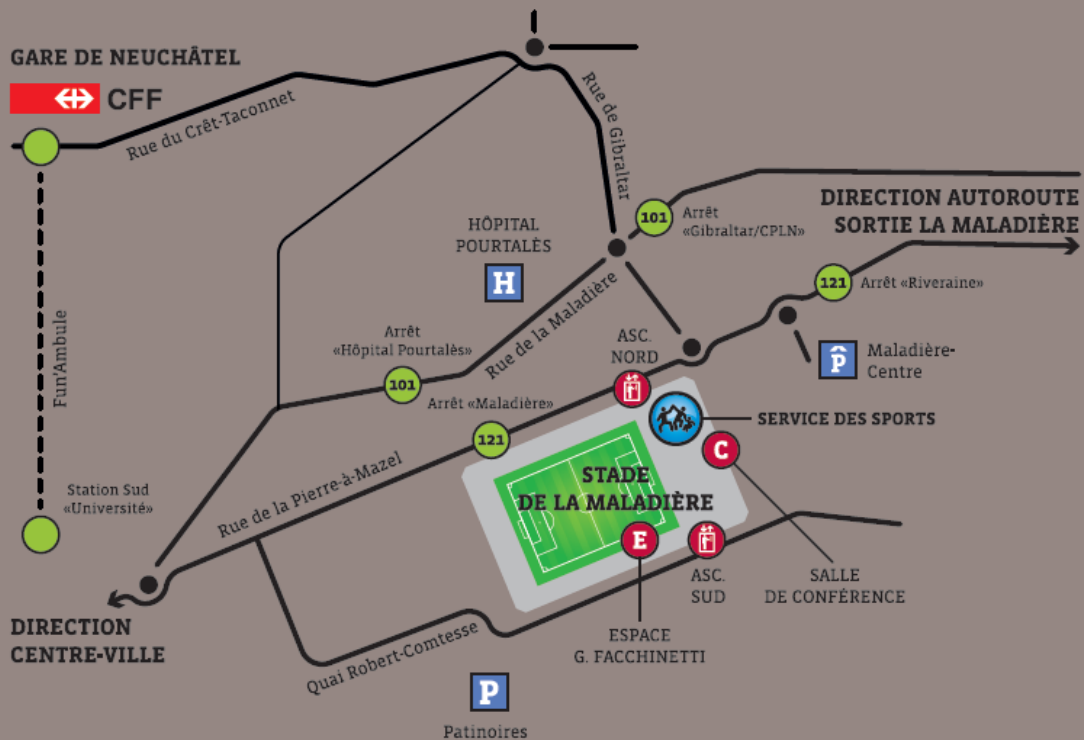 GARE DE NEUCHÂTEL
CFF
Rue du Crêt-Taconnet
Rue de Gibraltar
101
Arrêt
«Gibraltar/CPLN»
DIRECTION AUTOROUTE
SORTIE LA MALADIÈRE
HÔPITAL
POURTALÈS
H
121
Arrêt «Riveraine»
Rue de la Maladière
Arrêt
«Hôpital Pourtalès»
101
ASC.
NORD
P
Maladière-
Centre
Fun'Ambule
Arrêt «Maladière»
121
SERVICE DES SPORTS
C
STADE
DE LA MALADIÈRE
Rue de la Pierre-à-Mazel
Station Sud
«Université»
E
ASC.
SUD
SALLE
DE CONFÉRENCE
DIRECTION
CENTRE-VILLE
ESPACE
G. FACCHINETTI
Quai Robert-Comtesse
P
Patinoires